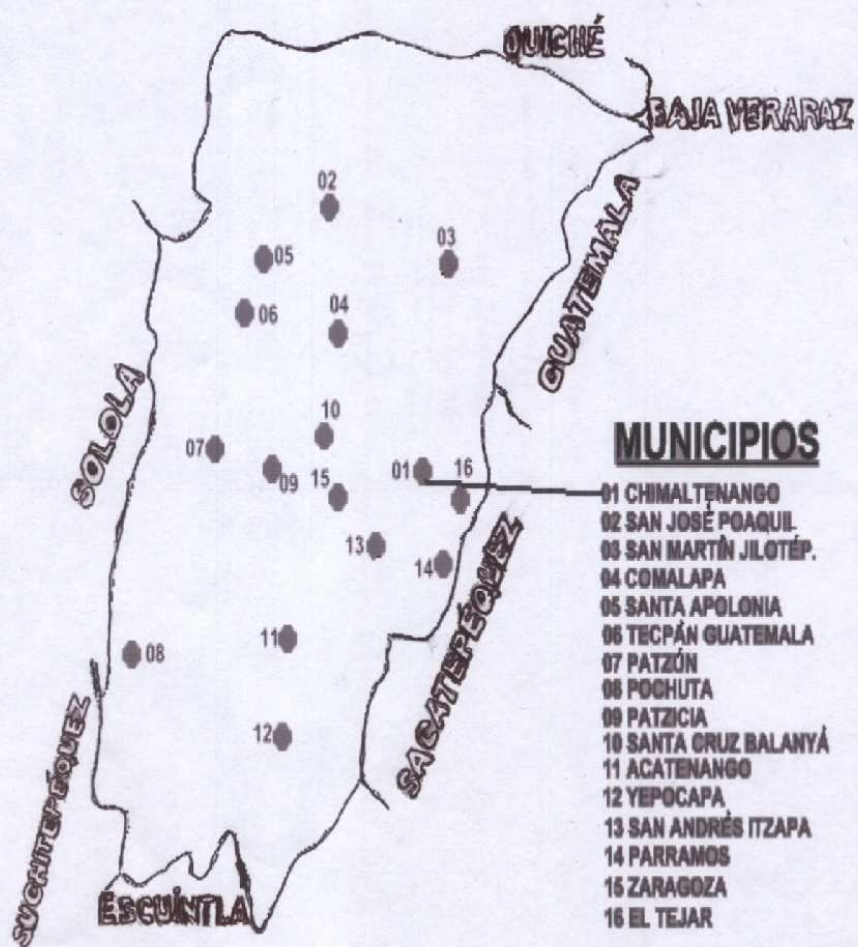 QUICHÉ
BAJA VERARAZ
02
GUATEMALA
05
03
06
04
SOLOLÁ
10
07
MUNICIPIOS
09
15
01
16
01 CHIMALTENANGO
02 SAN JOSÉ POAQUIL
13
14
03 SAN MARTÍN JILOTÉP.
04 COMALAPA
SACATEPÉQUEZ
05 SANTA APOLONIA
11
06 TECPÁN GUATEMALA
08
07 PATZÚN
08 POCHUTA
09 PATZICIA
12
10 SANTA CRUZ BALANYÁ
SUCHITEPÉQUEZ
11 ACATENANGO
12 YEPOCAPA
13 SAN ANDRÉS ITZAPA
14 PARRAMOS
15 ZARAGOZA
ESCUÍNTLA
16 EL TEJAR